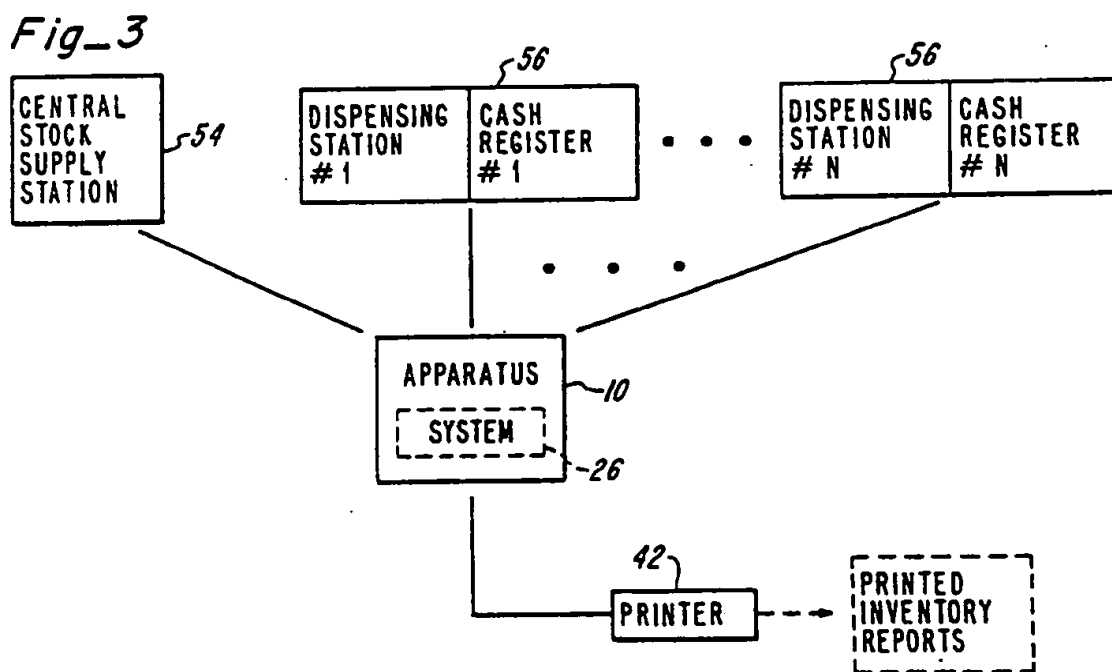 Fig_3
CENTRAL
STOCK
SUPPLY
STATION
54
DISPENSING
STATION
# 1
56
CASH
REGISTER
# 1
DISPENSING
STATION
# N
56
CASH
REGISTER
# N
APPARATUS
10
SYSTEM
26
42
PRINTER
PRINTED
INVENTORY
REPORTS